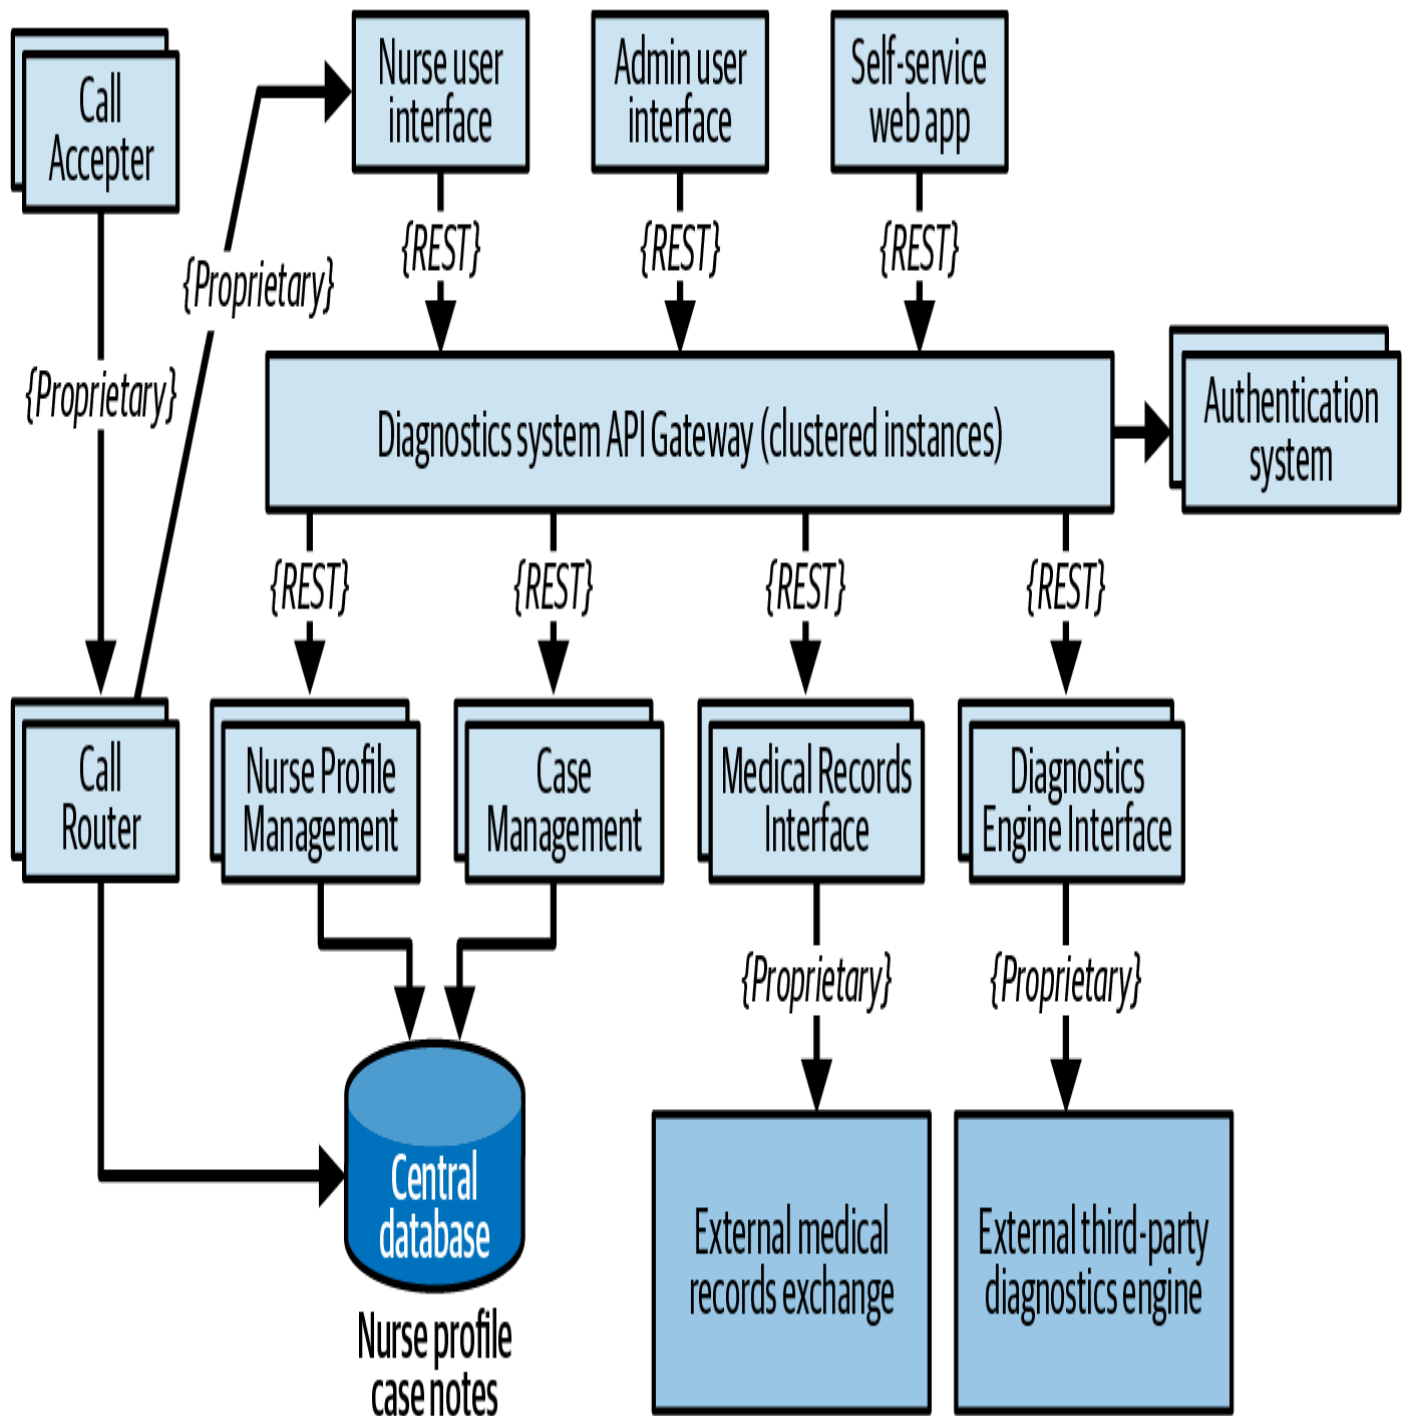 Call
Accepter
Nurse user
interface
Admin user
interface
Self-service
web app
{REST}
{REST}
{REST}
{Proprietary}
{Proprietary}
Diagnostics system API Gateway (clustered instances)
Authentication
system
{REST}
{REST}
{REST}
{REST}
Call
Router
Nurse Profile
Management
Case
Management
Medical Records
Interface
Diagnostics
Engine Interface
{Proprietary}
{Proprietary}
Central
database
Nurse profile
case notes
External medical
records exchange
External third-party
diagnostics engine